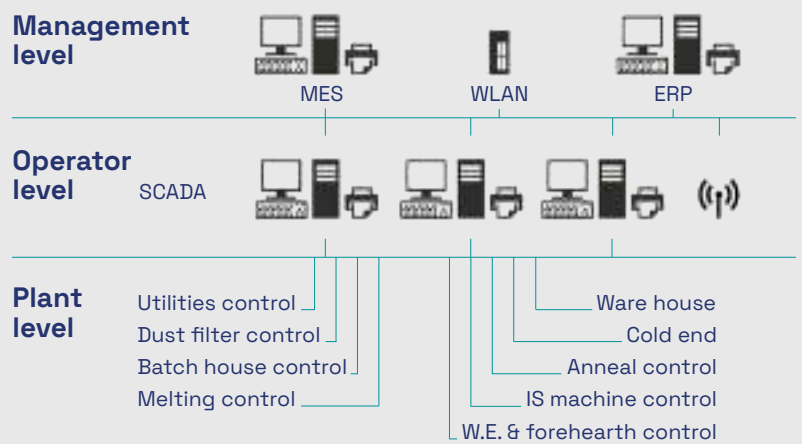 Management
level
MES
WLAN
ERP
Operator
level
SCADA
Plant
level
Utilities control
Dust filter control
Batch house control
Melting control
Ware house
Cold end
Anneal control
IS machine control
W.E. & forehearth control